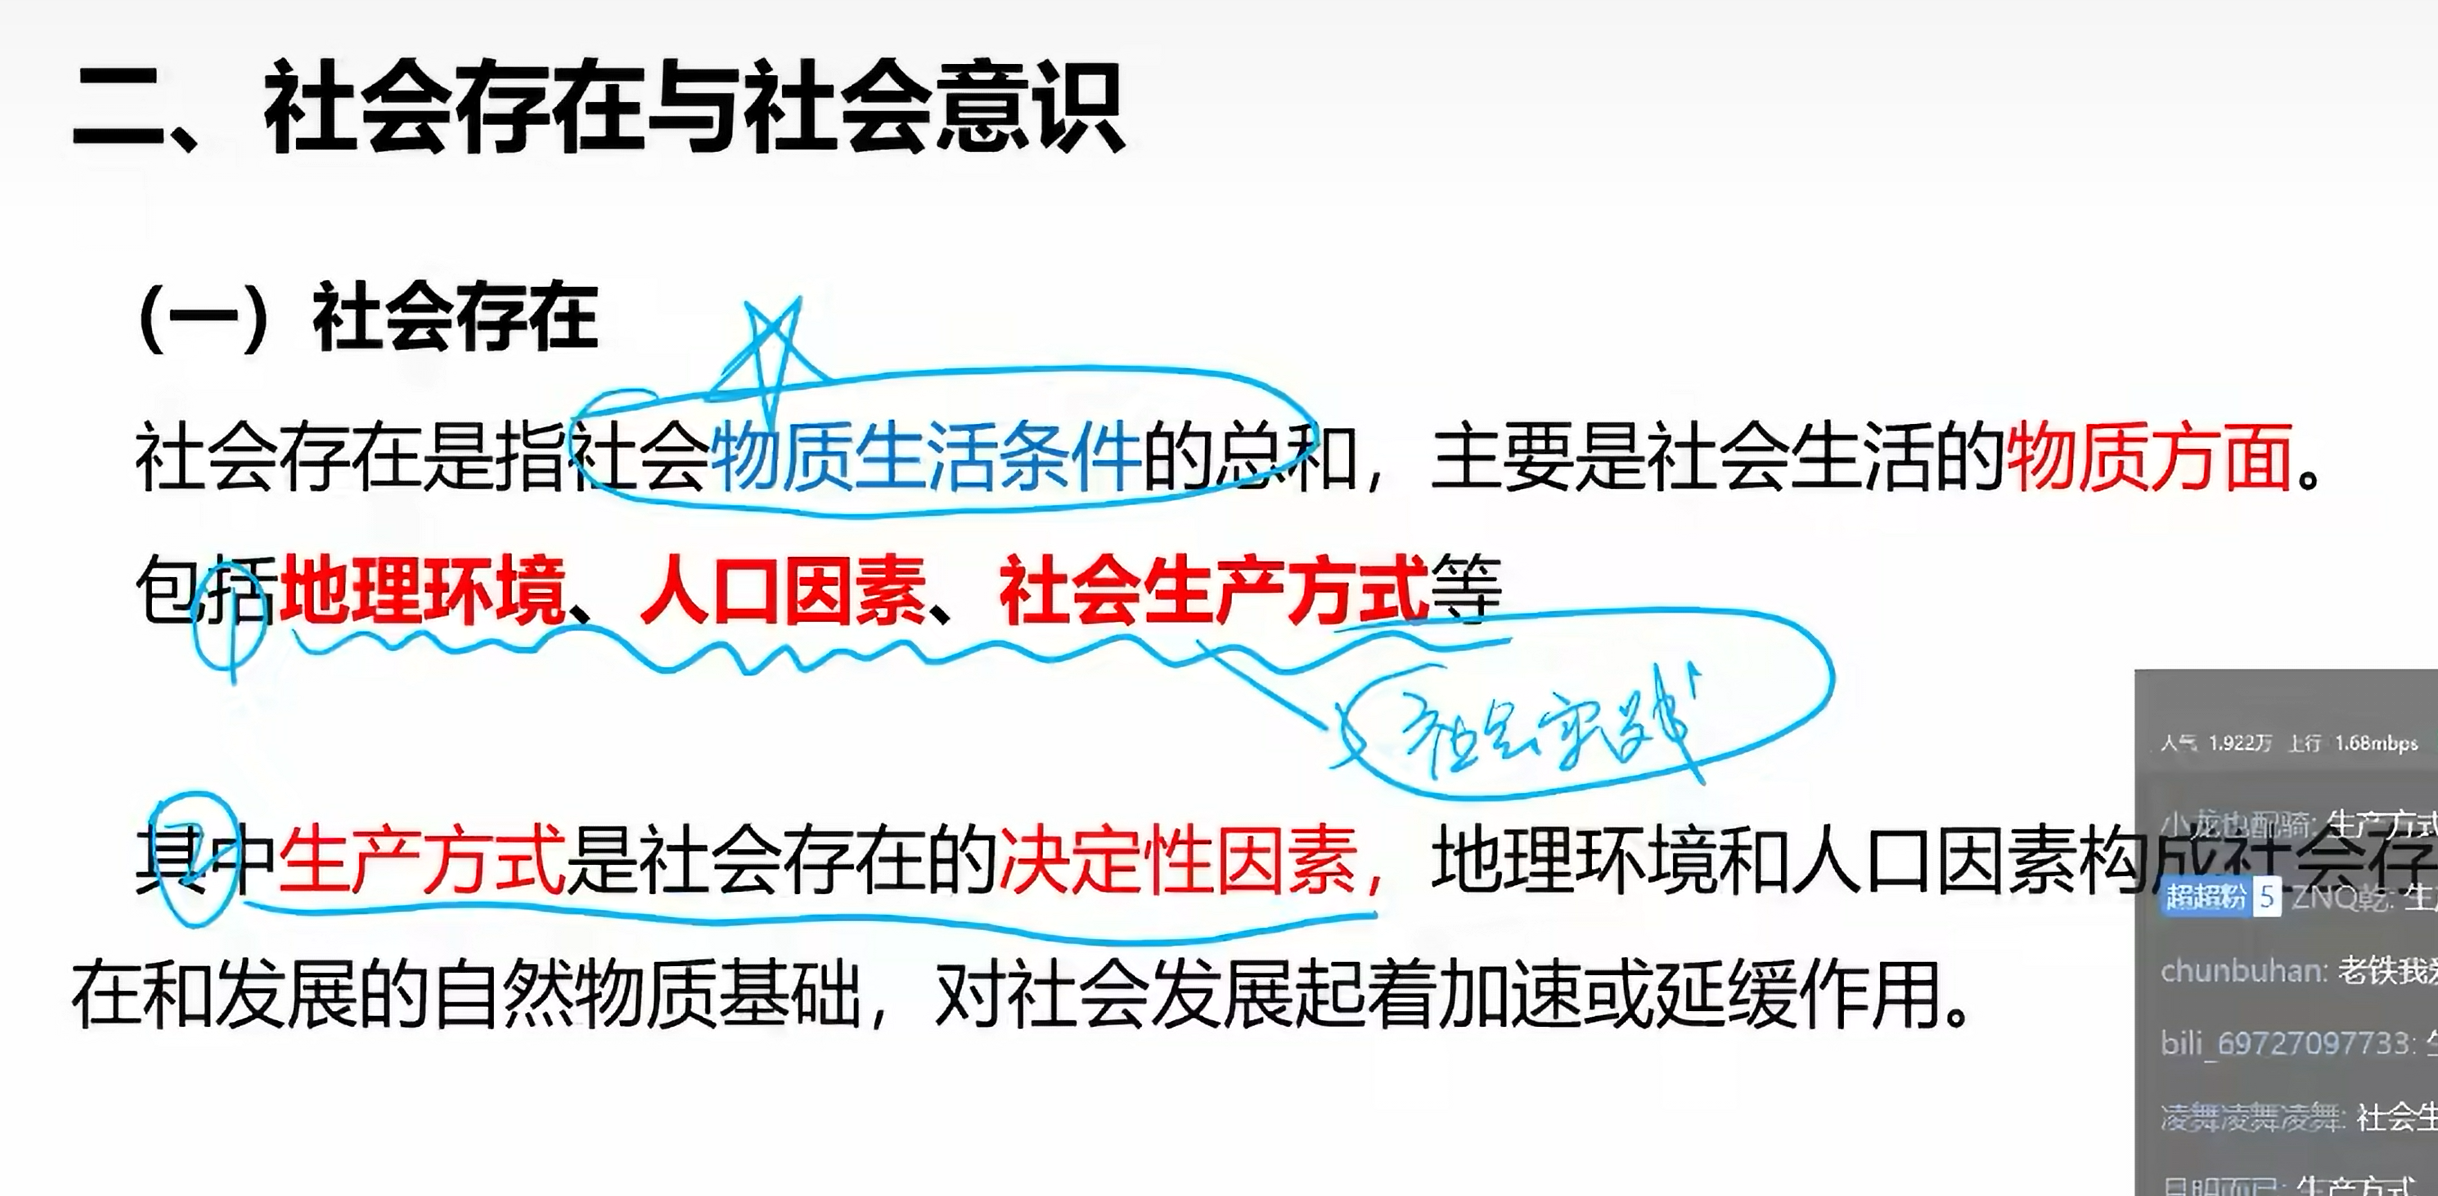 二、社会存在与社会意识
（一）社会存在
社会存在是指社会物质生活条件的总和，主要是社会生活的物质方面。
包括地理环境、人口因素、社会生产方式等
1
社会实践
2
其中生产方式是社会存在的决定性因素，地理环境和人口因素构成社会存
在和发展的自然物质基础，对社会发展起着加速或延缓作用。
人气 1.922万 上行 1.68mbps
小龙也配骑: 生产方式
超超粉 5 ZNQ乾: 生
chunbuhan: 老铁我
bili_69727097733:
凌舞凌舞凌舞: 社会生
生产方式